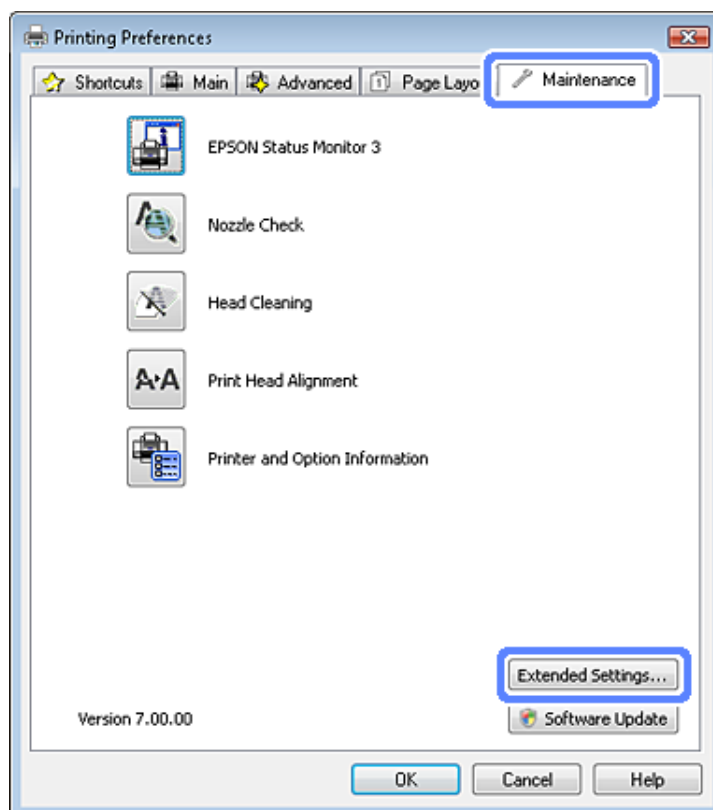 Printing Preferences
Shortcuts Main Advanced 1 Page Layo Maintenance
EPSON Status Monitor 3
Nozzle Check
Head Cleaning
A A Print Head Alignment
Printer and Option Information
Extended Settings...
Version 7.00.00 Software Update
OK Cancel Help